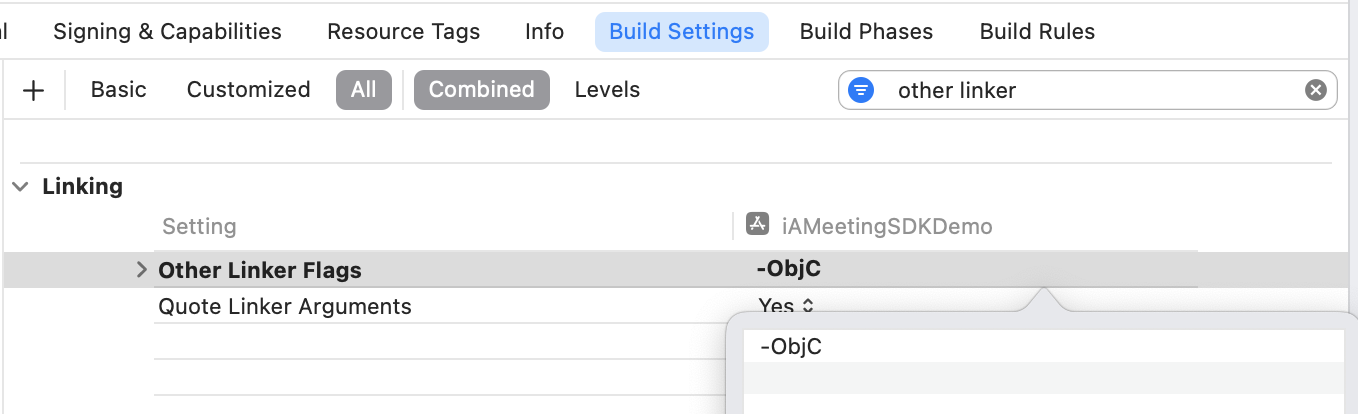 Signing & Capabilities Resource Tags Info Build Settings Build Phases Build Rules
+ Basic Customized All Combined Levels other linker
Linking
Setting iAMeetingSDKDemo
Other Linker Flags -ObjC
Quote Linker Arguments Yes
-ObjC